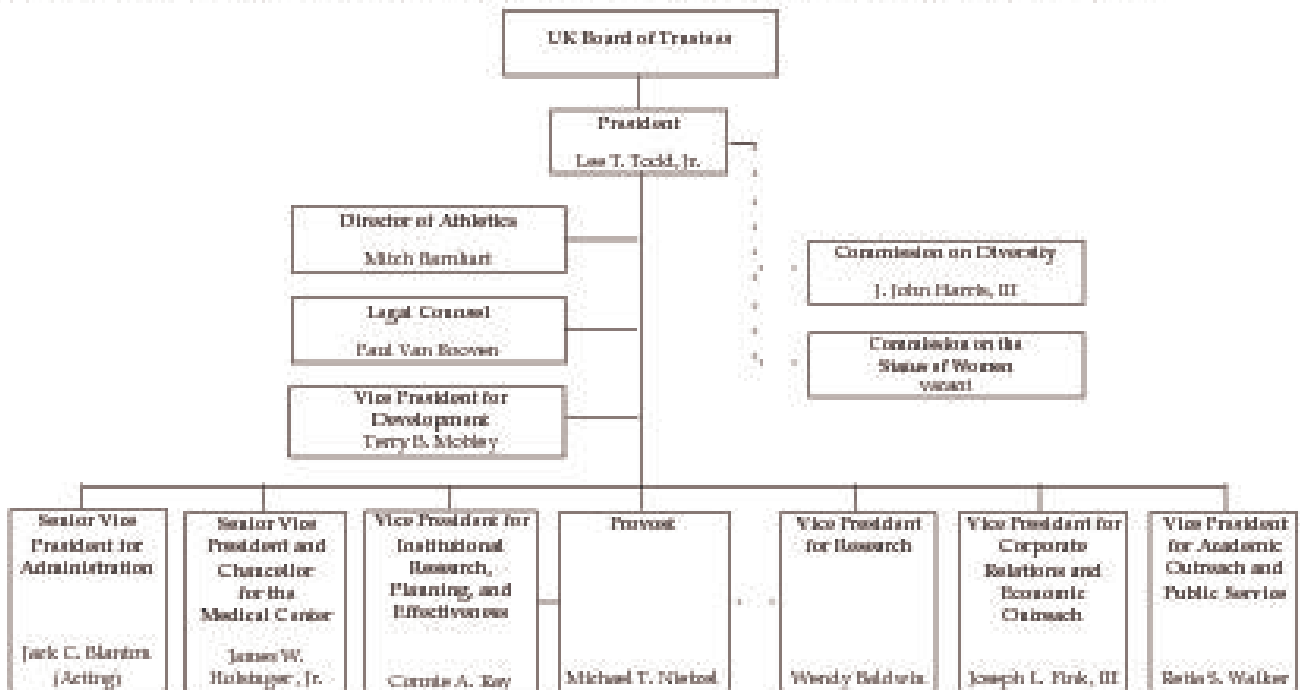 UK Board of Trustees
President
Lee T. Todd, Jr.
Director of Athletics
Mitch Barnhart
Legal Counsel
Paul Van Booven
Vice President for
Development
Terry B. Mobley
Commission on Diversity
J. John Harris, III
Commission on the
Status of Women
vacant
Senior Vice
President for
Administration
Jack C. Blanton
(Acting)
Senior Vice
President and
Chancellor
for the
Medical Center
James W.
Holsinger, Jr.
Vice President for
Institutional
Research,
Planning, and
Effectiveness
Connie A. Ray
Provost
Michael T. Nietzel
Vice President
for Research
Wendy Baldwin
Vice President for
Corporate
Relations and
Economic
Outreach
Joseph L. Fink, III
Vice President
for Academic
Outreach and
Public Service
Retia S. Walker